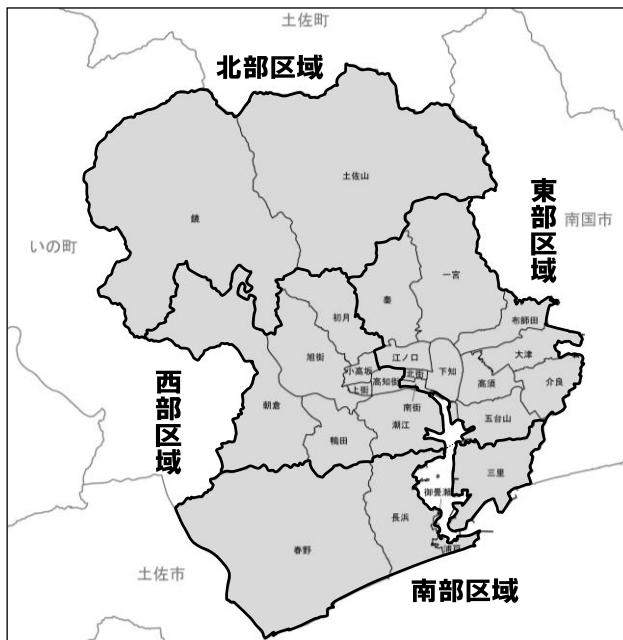 土佐町
北部区域
土佐山
鏡
東部区域
南国市
いの町
一宮
秦
初月
布師田
江ノ口
大津
旭街
小高坂
北街
下知
高知街
上街
高須
介良
朝倉
南街
西部区域
潮江
五台山
鴨田
三里
御畳瀬
長浜
浦戸
春野
土佐市
南部区域